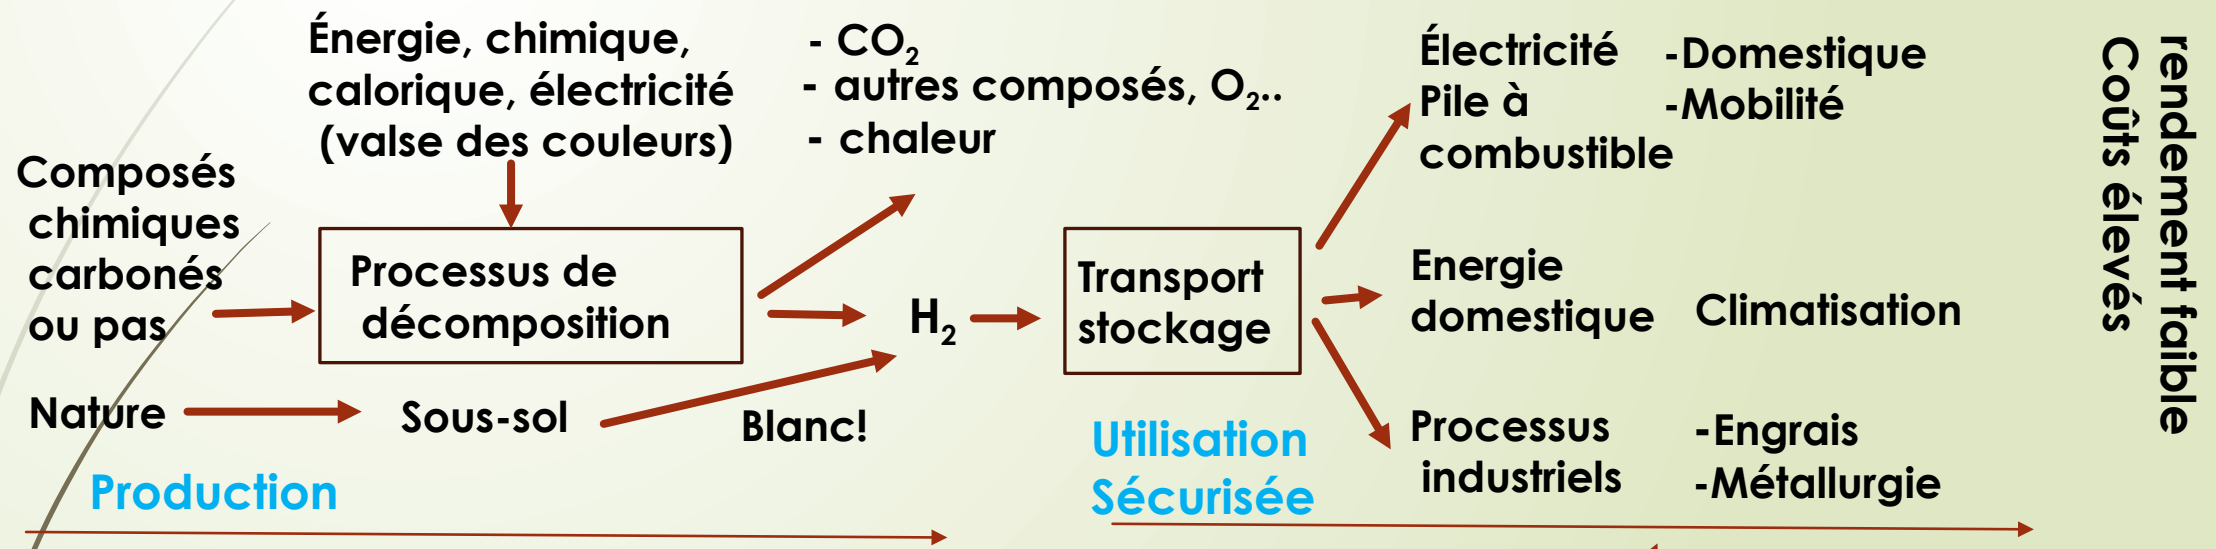 Énergie, chimique,
calorique, électricité
(valse des couleurs)
- CO₂
- autres composés, O₂..
- chaleur
Composés
chimiques
carbonés
ou pas
Processus de
décomposition
H₂
Transport
stockage
Nature
Sous-sol
Blanc!
Production
Utilisation
Sécurisée
Électricité
Pile à
combustible
-Domestique
-Mobilité
Energie
domestique
Climatisation
Processus
industriels
-Engrais
-Métallurgie
rendement faible
Coûts élevés